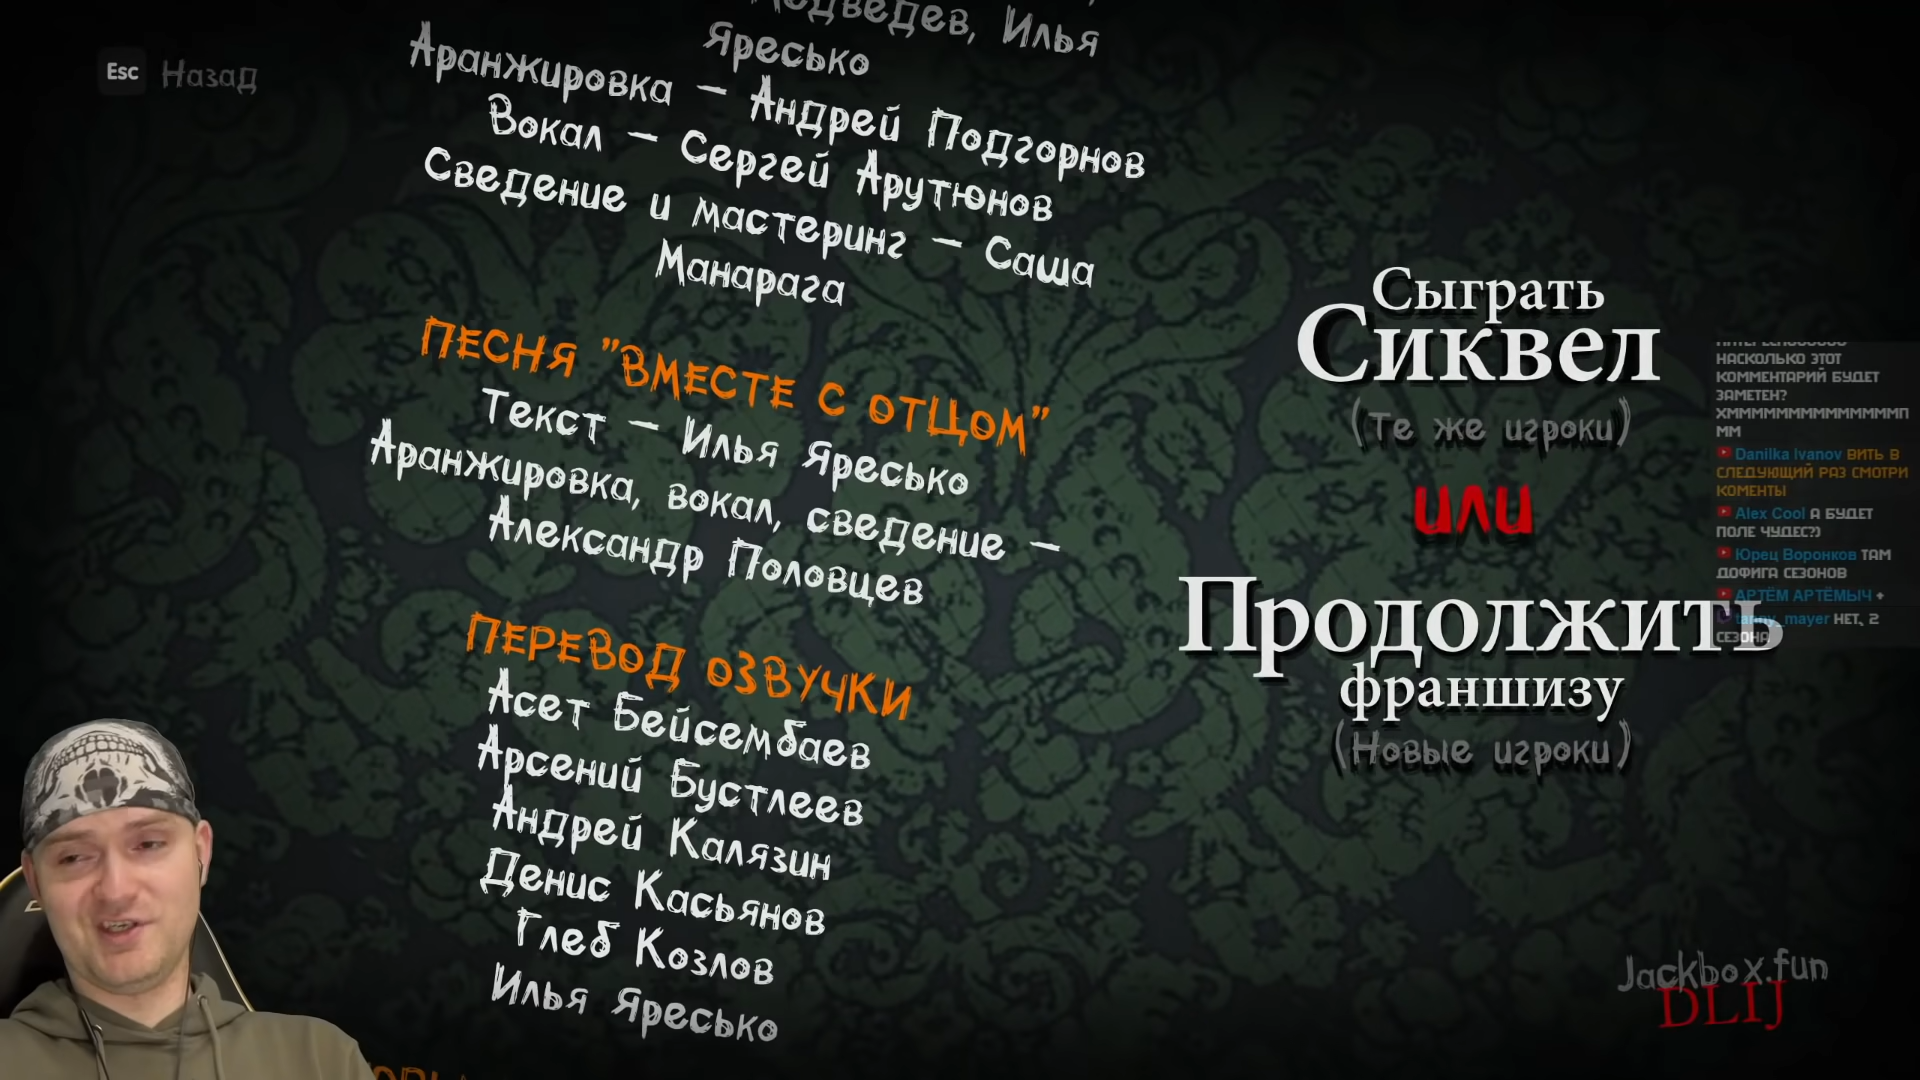 Esc Назад
Медведев, Илья
Яресько
Аранжировка – Андрей Подгорнов
Вокал – Сергей Арутюнов
Сведение и мастеринг – Саша
Манарага
ПЕСНЯ "ВМЕСТЕ С ОТЦОМ"
Текст – Илья Яресько
Аранжировка, вокал, сведение –
Александр Половцев
ПЕРЕВОД ОЗВУЧКИ
Асет Бейсембаев
Арсений Бустлеев
Андрей Калязин
Денис Касьянов
Глеб Козлов
Илья Яресько
Сыграть
Сиквел
(Те же игроки)
или
Продолжить
франшизу
(Новые игроки)
НАСКОЛЬКО ЭТОТ
КОММЕНТАРИЙ БУДЕТ
ЗАМЕТЕН?
ХМММММММММММММММП
ММ
Danilka Ivanov ВИТЬ В
СЛЕДУЮЩИЙ РАЗ СМОТРИ
КОМЕНТЫ
Alex Cool А БУДЕТ
ПОЛЕ ЧУДЕС?)
Юрец Воронков ТАМ
ДОФИГА СЕЗОНОВ
АРТЁМ АРТЁМЫЧ +
tanny_mayer НЕТ, 2
СЕЗОНА
Jackbox.fun
DLIJ